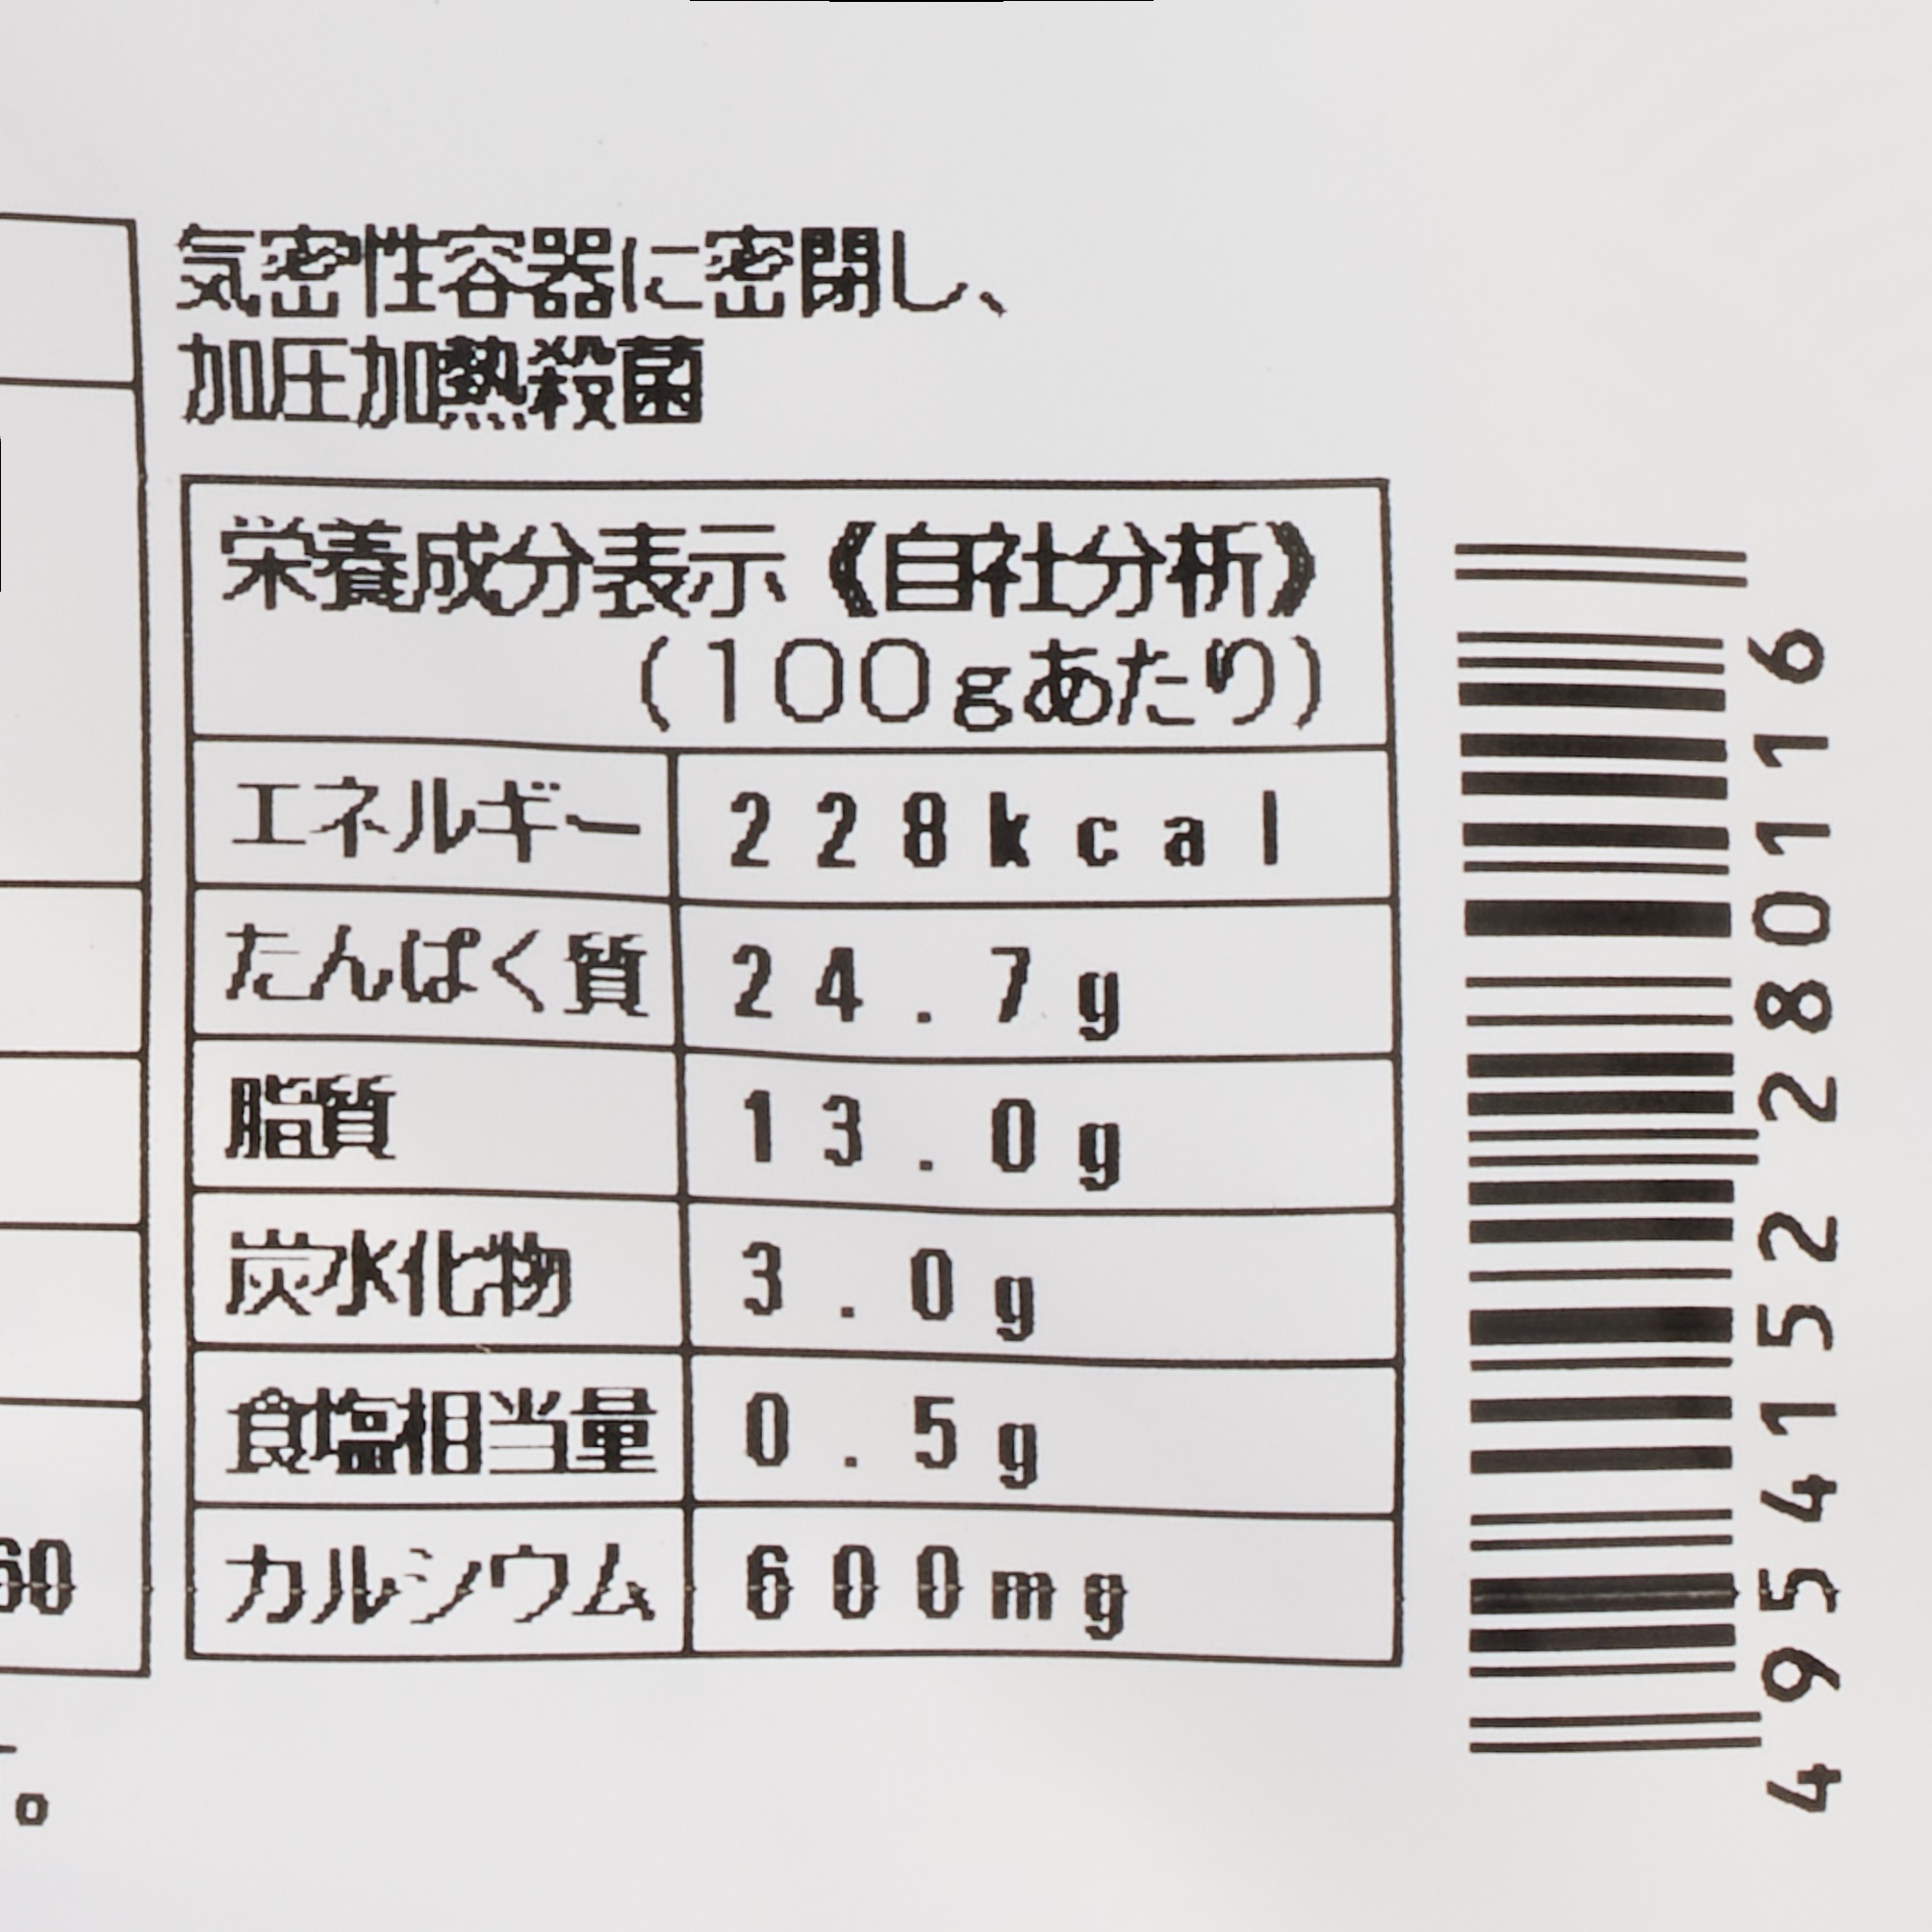 気密性容器に密閉し、
加圧加熱殺菌
栄養成分表示《自社分析》
（100gあたり）
エネルギー 228kcal
たんぱく質 24.7g
脂質 13.0g
炭水化物 3.0g
食塩相当量 0.5g
カルシウム 600mg
60
。
4954152280116